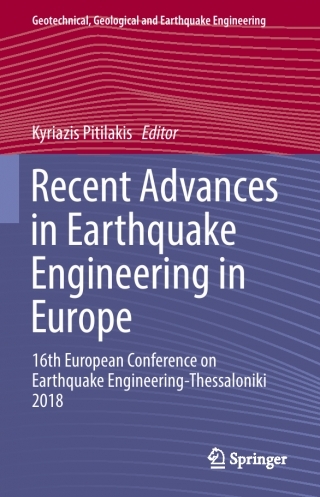 Geotechnical, Geological and Earthquake Engineering
Kyriazis Pitilakis Editor
Recent Advances
in Earthquake
Engineering in
Europe
16th European Conference on
Earthquake Engineering-Thessaloniki
2018
Springer